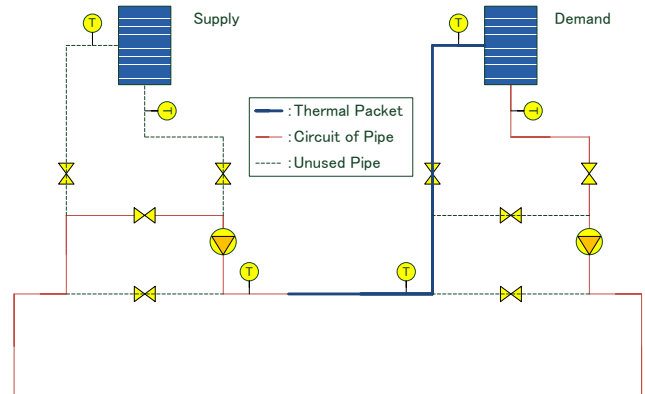 Supply
Demand
T
T
T
T
: Thermal Packet
: Circuit of Pipe
: Unused Pipe
T
T